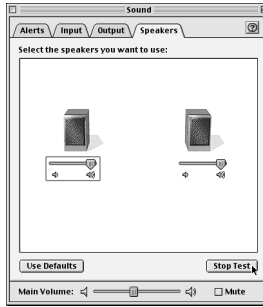 Sound
Alerts Input Output Speakers
Select the speakers you want to use:
Use Defaults Stop Test
Main Volume: Mute